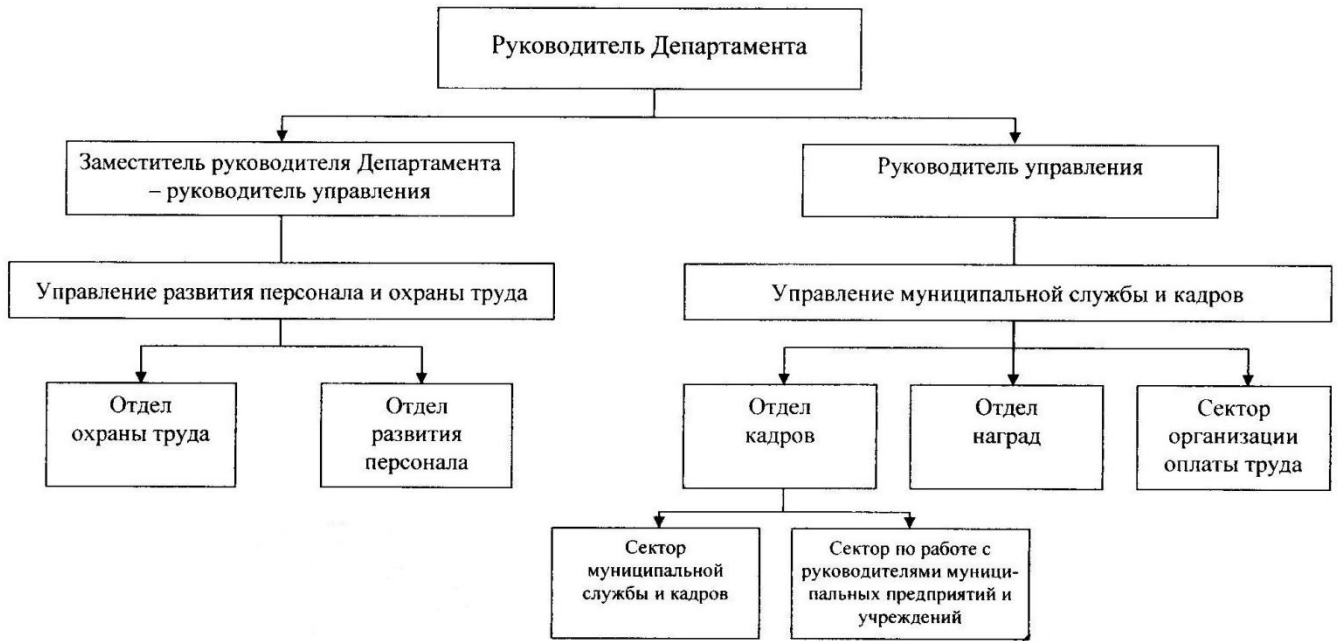 Руководитель Департамента
Заместитель руководителя Департамента
– руководитель управления
Руководитель управления
Управление развития персонала и охраны труда
Управление муниципальной службы и кадров
Отдел
охраны труда
Отдел
развития
персонала
Отдел
кадров
Отдел
наград
Сектор
организации
оплаты труда
Сектор
муниципальной
службы и кадров
Сектор по работе с
руководителями муници-
пальных предприятий и
учреждений